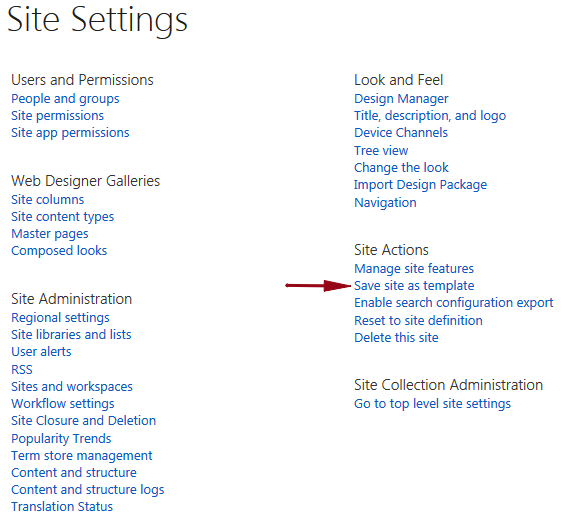 Site Settings
Users and Permissions
People and groups
Site permissions
Site app permissions
Web Designer Galleries
Site columns
Site content types
Master pages
Composed looks
Site Administration
Regional settings
Site libraries and lists
User alerts
RSS
Sites and workspaces
Workflow settings
Site Closure and Deletion
Popularity Trends
Term store management
Content and structure
Content and structure logs
Translation Status
Look and Feel
Design Manager
Title, description, and logo
Device Channels
Tree view
Change the look
Import Design Package
Navigation
Site Actions
Manage site features
Save site as template
Enable search configuration export
Reset to site definition
Delete this site
Site Collection Administration
Go to top level site settings